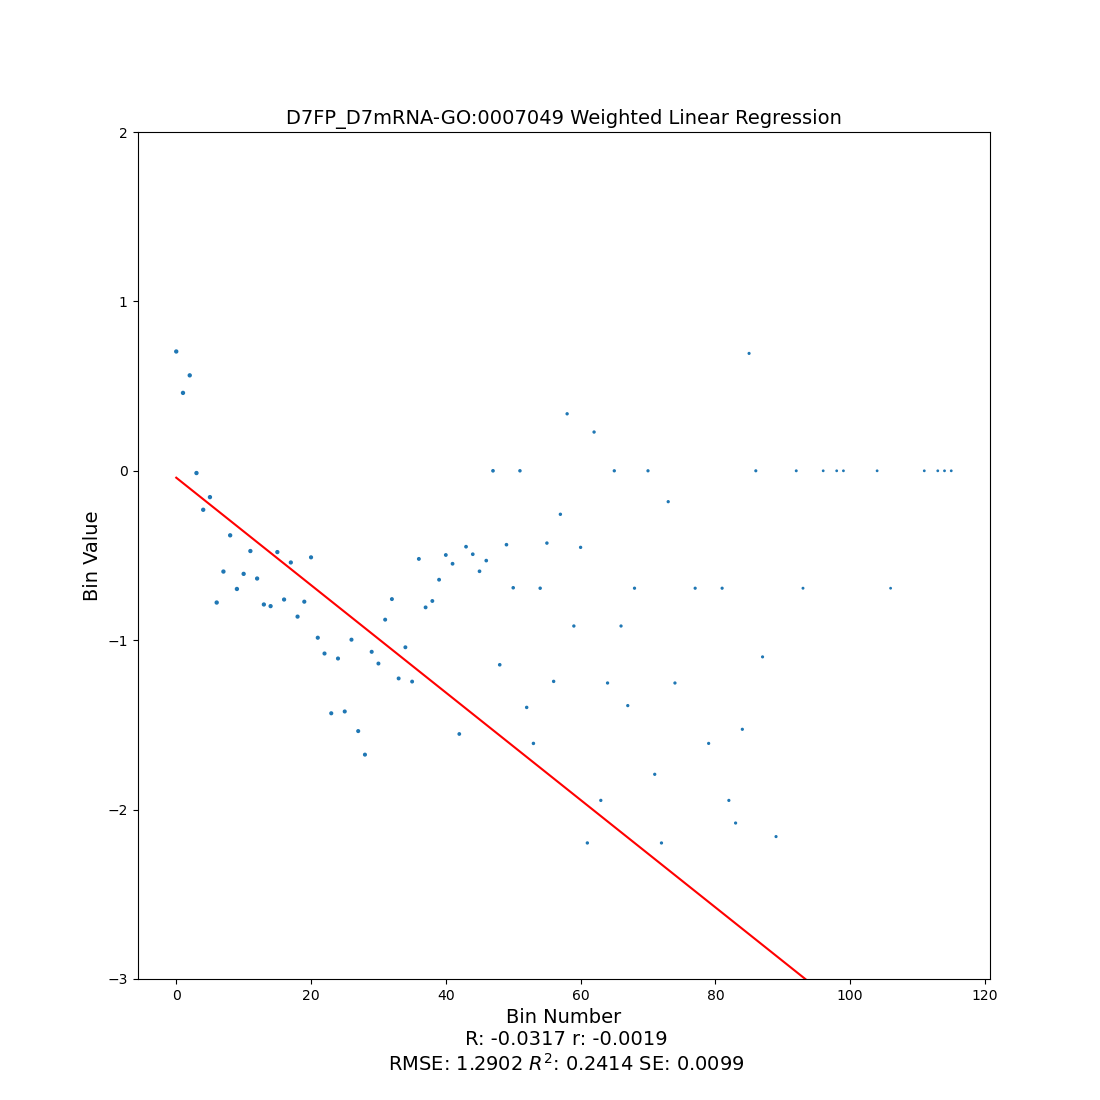 D7FP_D7mRNA-GO:0007049 Weighted Linear Regression
2
1
0
−1
−2
−3
Bin Value
0 20 40 60 80 100 120
Bin Number
R: -0.0317 r: -0.0019
RMSE: 1.2902 R²: 0.2414 SE: 0.0099